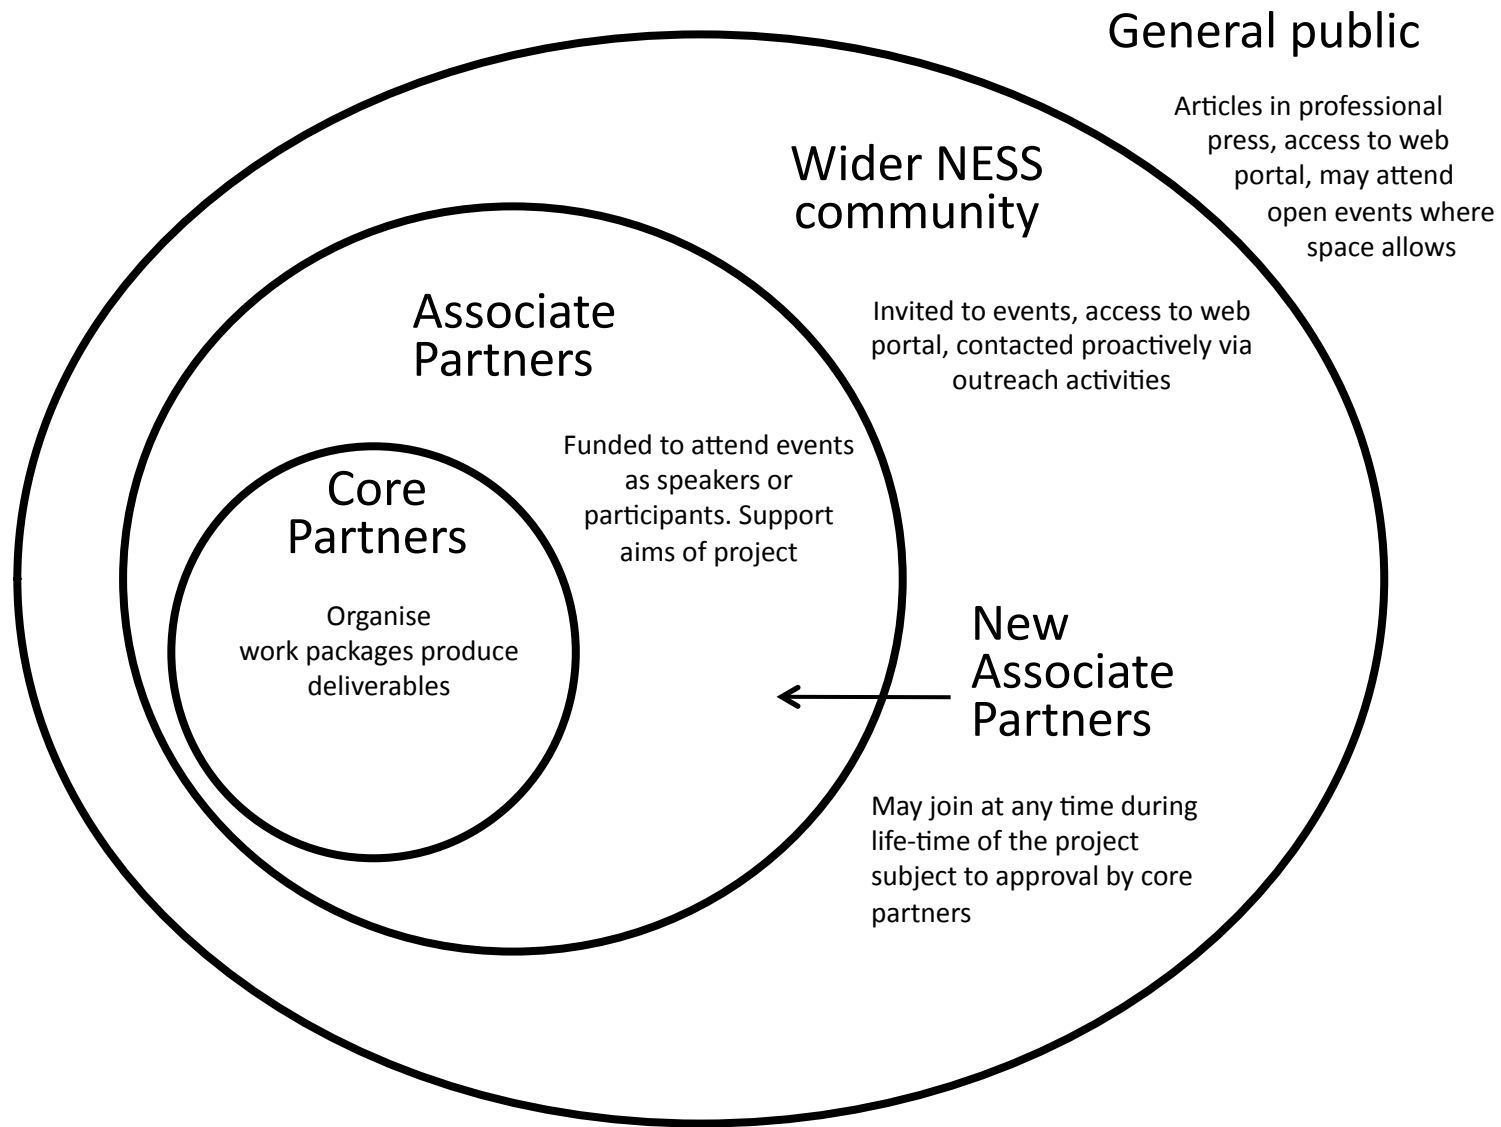 General public
Articles in professional
press, access to web
portal, may attend
open events where
space allows
Wider NESS
community
Invited to events, access to web
portal, contacted proactively via
outreach activities
Associate
Partners
Funded to attend events
as speakers or
participants. Support
aims of project
Core
Partners
Organise
work packages produce
deliverables
New
Associate
Partners
May join at any time during
life-time of the project
subject to approval by core
partners